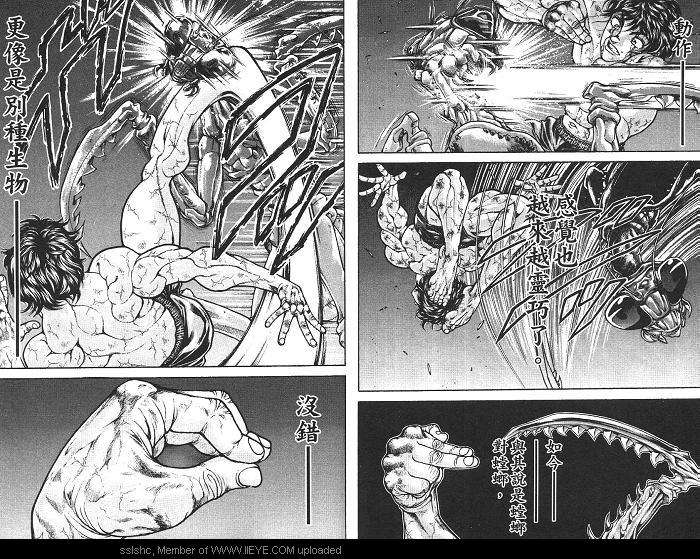 動作——
感覺也
越來越靈巧了！
如今——
與其說是螳螂
對螳螂，
更像是別種生物——
沒錯——
sslshc, Member of WWW.IIEYE.COM uploaded